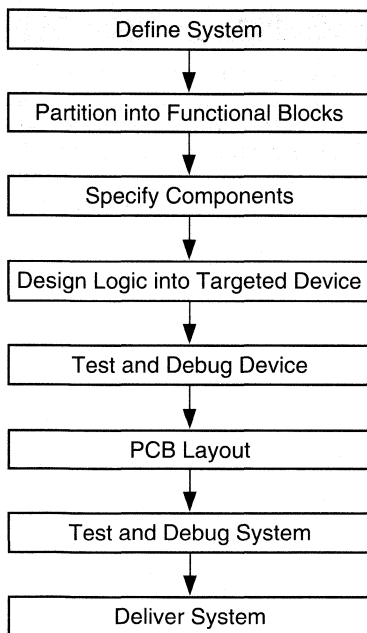 Define System
Partition into Functional Blocks
Specify Components
Design Logic into Targeted Device
Test and Debug Device
PCB Layout
Test and Debug System
Deliver System